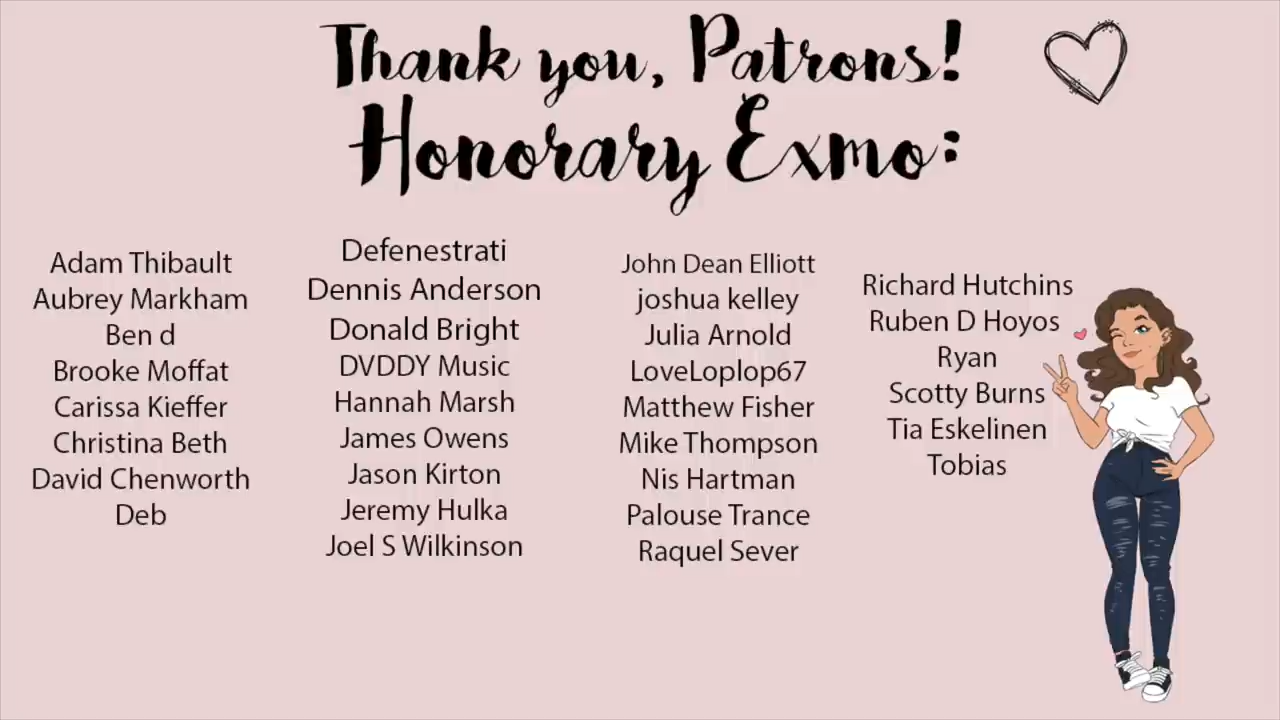 Thank you, Patrons!
Honorary Exmo:
Adam Thibault
Aubrey Markham
Ben d
Brooke Moffat
Carissa Kieffer
Christina Beth
David Chenworth
Deb
Defenestrati
Dennis Anderson
Donald Bright
DVDDY Music
Hannah Marsh
James Owens
Jason Kirton
Jeremy Hulka
Joel S Wilkinson
John Dean Elliott
joshua kelley
Julia Arnold
LoveLoplop67
Matthew Fisher
Mike Thompson
Nis Hartman
Palouse Trance
Raquel Sever
Richard Hutchins
Ruben D Hoyos
Ryan
Scotty Burns
Tia Eskelinen
Tobias